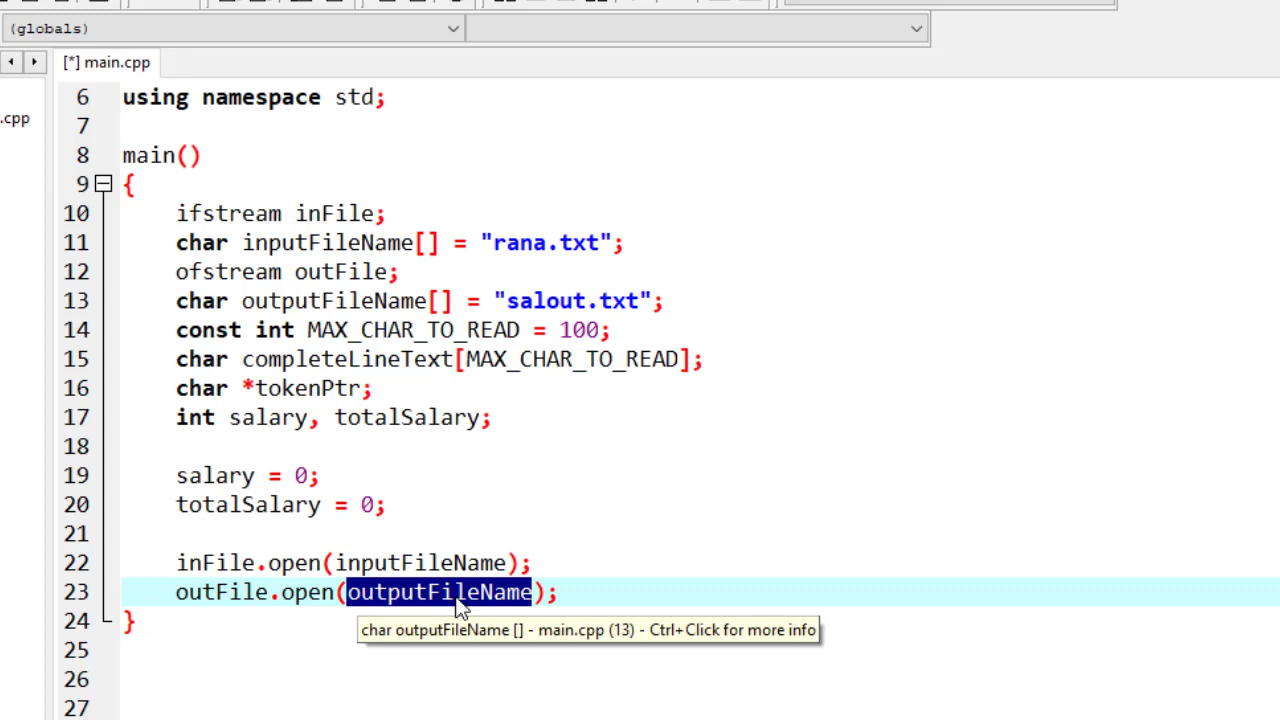 (globals)
[*] main.cpp
.cpp
6 using namespace std;
7
8 main()
9 {
10 ifstream inFile;
11 char inputFileName[] = "rana.txt";
12 ofstream outFile;
13 char outputFileName[] = "salout.txt";
14 const int MAX_CHAR_TO_READ = 100;
15 char completeLineText[MAX_CHAR_TO_READ];
16 char *tokenPtr;
17 int salary, totalSalary;
18
19 salary = 0;
20 totalSalary = 0;
21
22 inFile.open(inputFileName);
23 outFile.open(outputFileName);
24 }
char outputFileName [] - main.cpp (13) - Ctrl+Click for more info
25
26
27